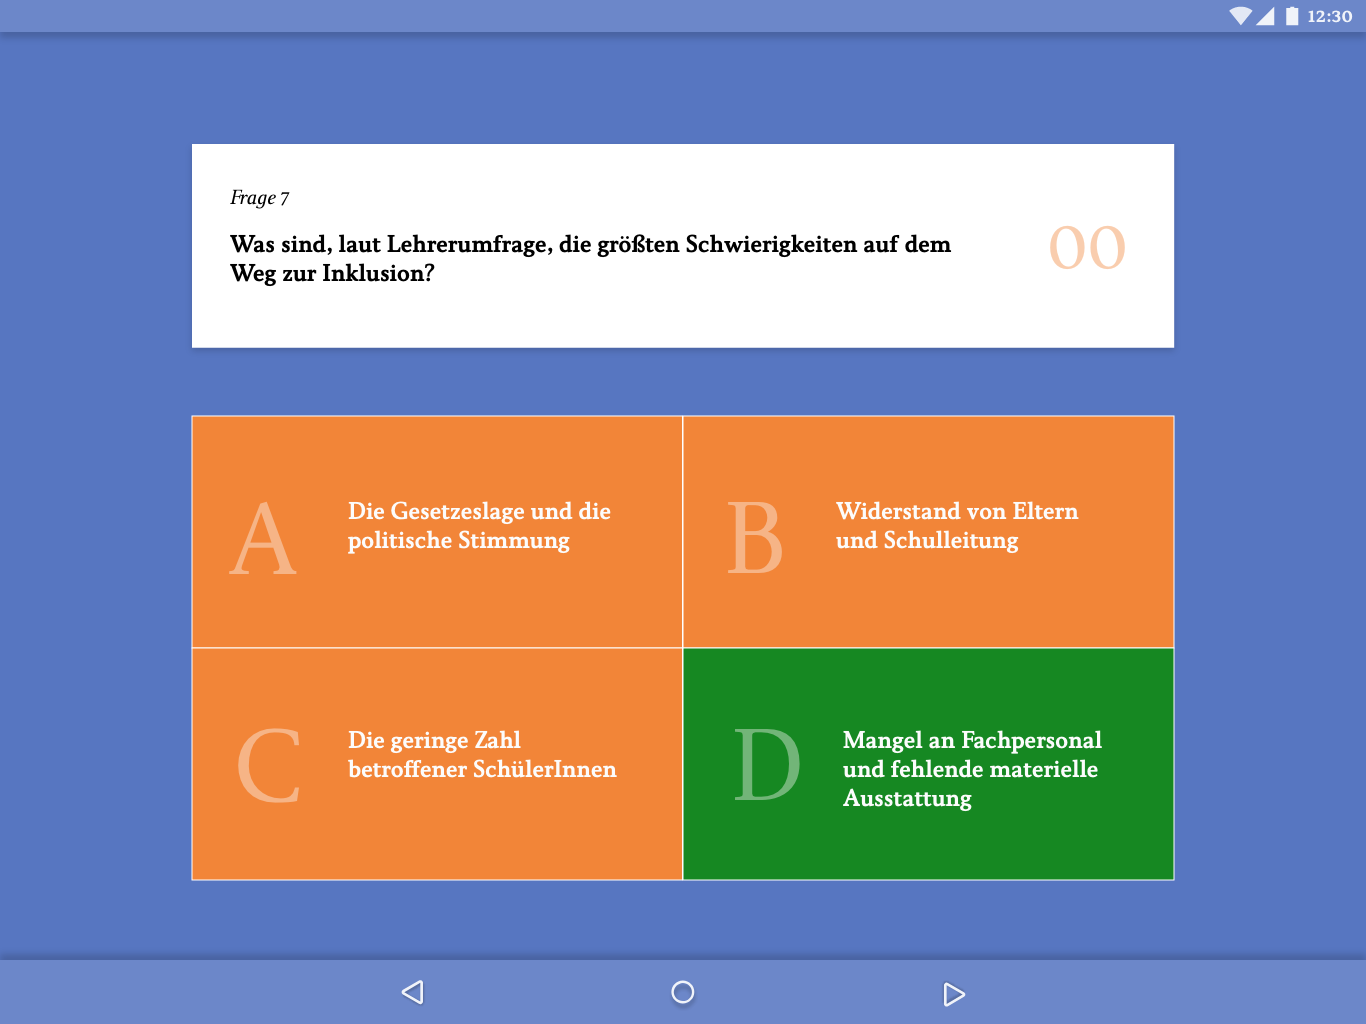 12:30
Frage 7
Was sind, laut Lehrerumfrage, die größten Schwierigkeiten auf dem
Weg zur Inklusion?
00
A
Die Gesetzeslage und die
politische Stimmung
B
Widerstand von Eltern
und Schulleitung
C
Die geringe Zahl
betroffener SchülerInnen
D
Mangel an Fachpersonal
und fehlende materielle
Ausstattung